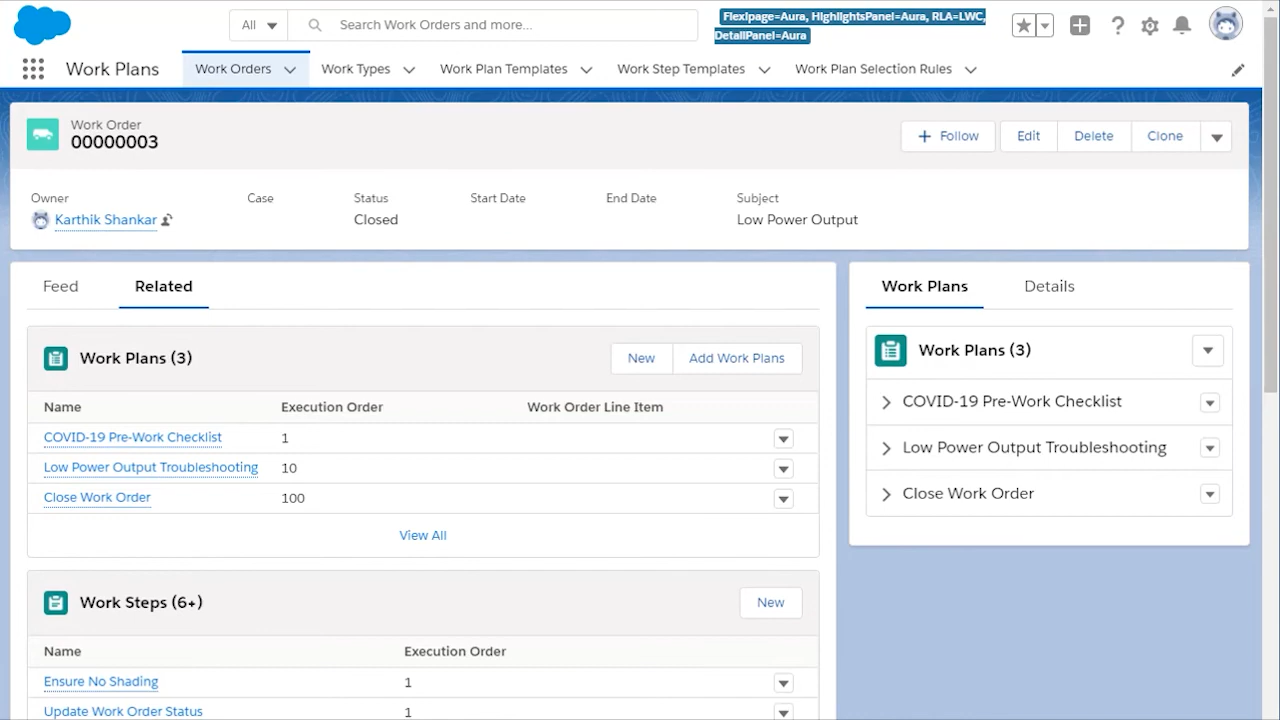 All
Search Work Orders and more...
Flexipage=Aura, HighlightsPanel=Aura, RLA=LWC,
DetailPanel=Aura
Work Plans
Work Orders
Work Types
Work Plan Templates
Work Step Templates
Work Plan Selection Rules
Work Order
00000003
Follow
Edit
Delete
Clone
Owner
Case
Status
Start Date
End Date
Subject
Karthik Shankar
Closed
Low Power Output
Feed
Related
Work Plans (3)
New
Add Work Plans
Name
Execution Order
Work Order Line Item
COVID-19 Pre-Work Checklist
1
Low Power Output Troubleshooting
10
Close Work Order
100
View All
Work Steps (6+)
New
Name
Execution Order
Ensure No Shading
1
Update Work Order Status
1
Work Plans
Details
Work Plans (3)
COVID-19 Pre-Work Checklist
Low Power Output Troubleshooting
Close Work Order